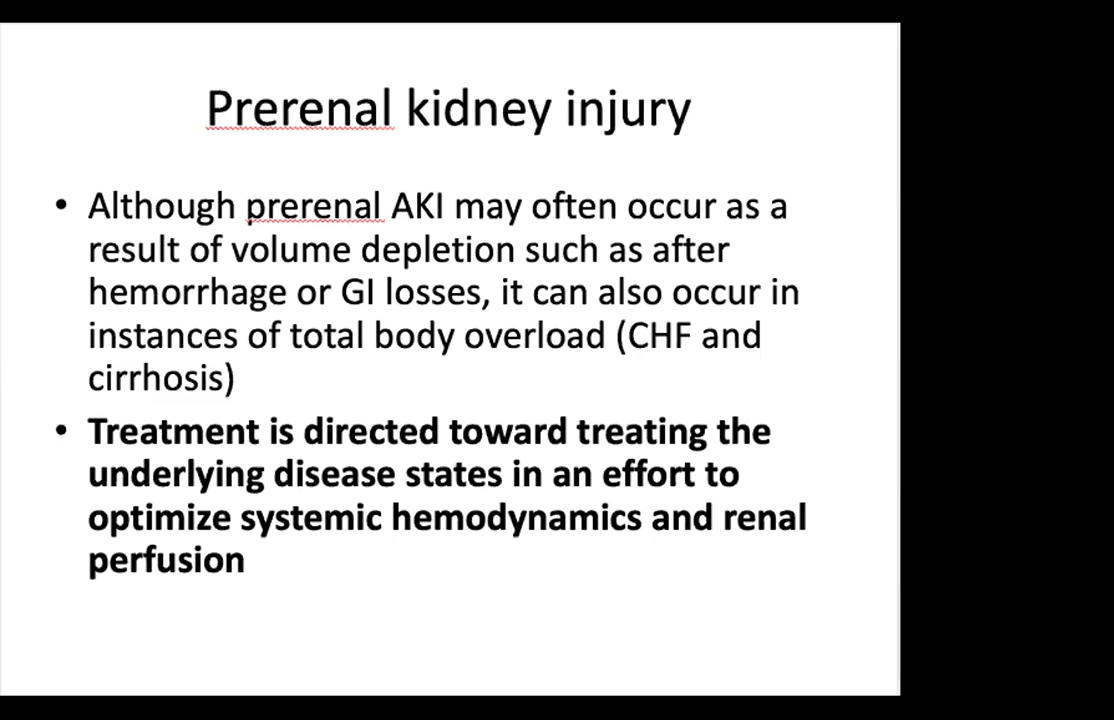 Prerenal kidney injury
• Although prerenal AKI may often occur as a
result of volume depletion such as after
hemorrhage or GI losses, it can also occur in
instances of total body overload (CHF and
cirrhosis)
• Treatment is directed toward treating the
underlying disease states in an effort to
optimize systemic hemodynamics and renal
perfusion